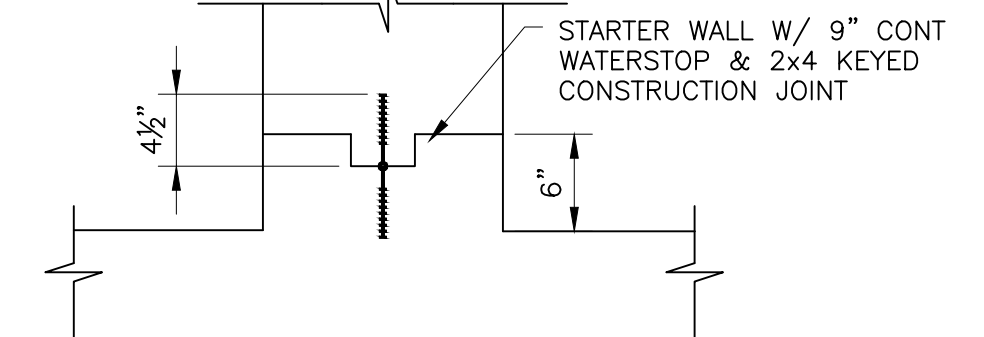 STARTER WALL W/ 9" CONT
WATERSTOP & 2x4 KEYED
CONSTRUCTION JOINT
4½"
6"